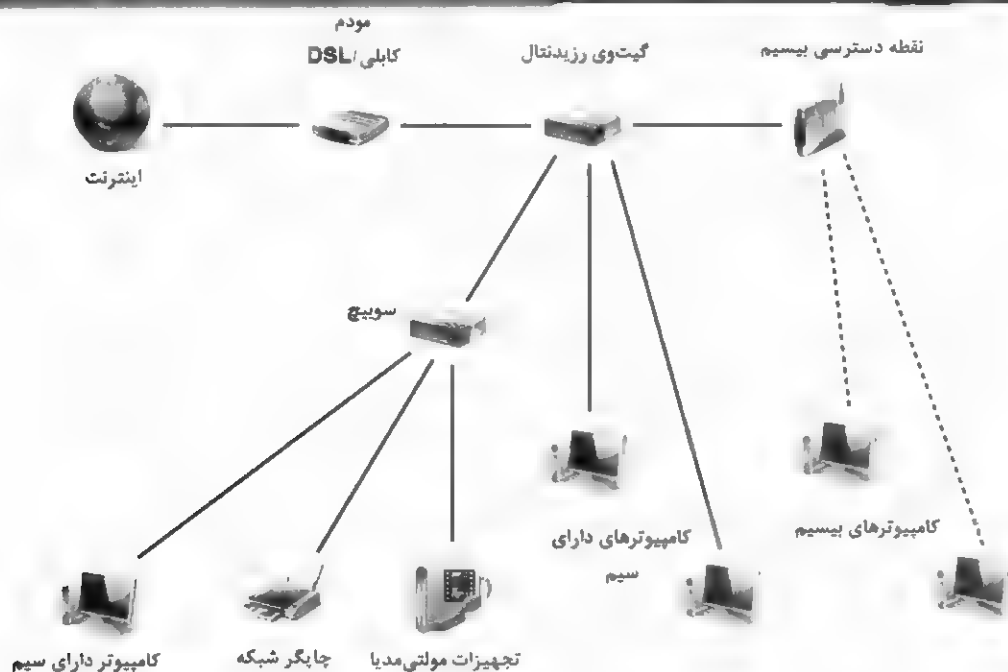 مودم
کابلی/DSL
گیت‌وی رزیدنتال
نقطه دسترسی بیسیم
اینترنت
سوییچ
کامپیوترهای دارای
سیم
کامپیوترهای بیسیم
کامپیوتر دارای سیم
چاپگر شبکه
تجهیزات مولتی‌مدیا